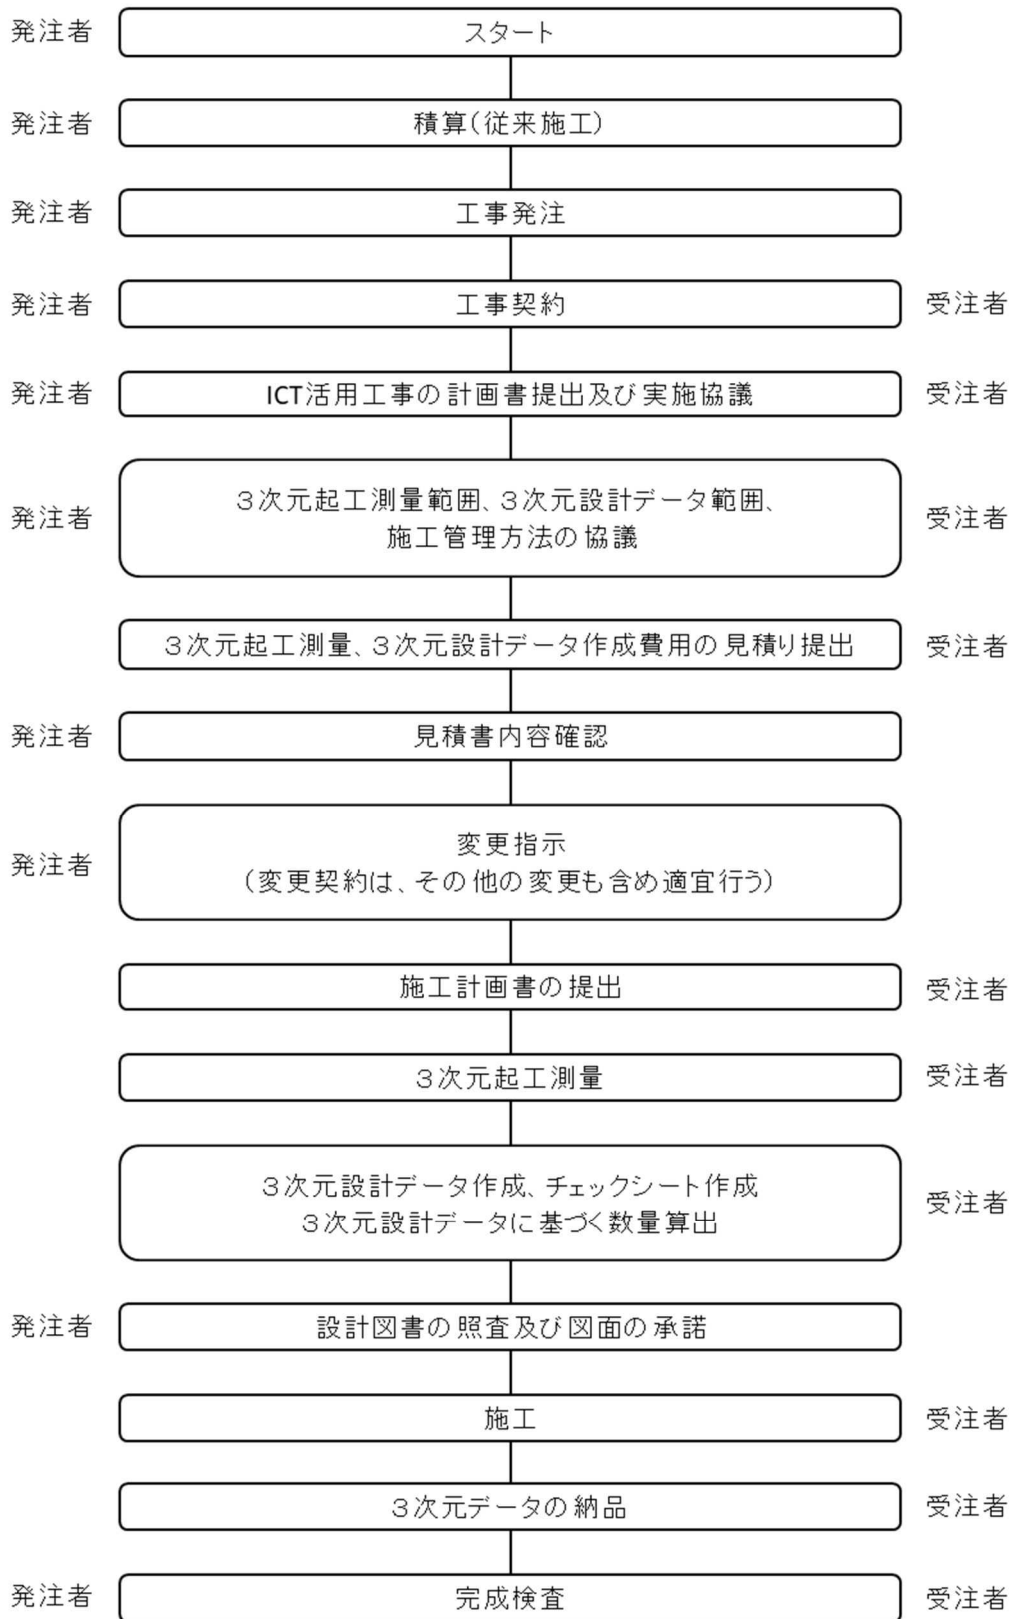 発注者 スタート
発注者 積算(従来施工)
発注者 工事発注
発注者 工事契約 受注者
発注者 ICT活用工事の計画書提出及び実施協議 受注者
発注者 3次元起工測量範囲、3次元設計データ範囲、 受注者
施工管理方法の協議
3次元起工測量、3次元設計データ作成費用の見積り提出 受注者
発注者 見積書内容確認
発注者 変更指示
(変更契約は、その他の変更も含め適宜行う)
施工計画書の提出 受注者
3次元起工測量 受注者
3次元設計データ作成、チェックシート作成 受注者
3次元設計データに基づく数量算出
発注者 設計図書の照査及び図面の承諾
施工 受注者
3次元データの納品 受注者
発注者 完成検査 受注者